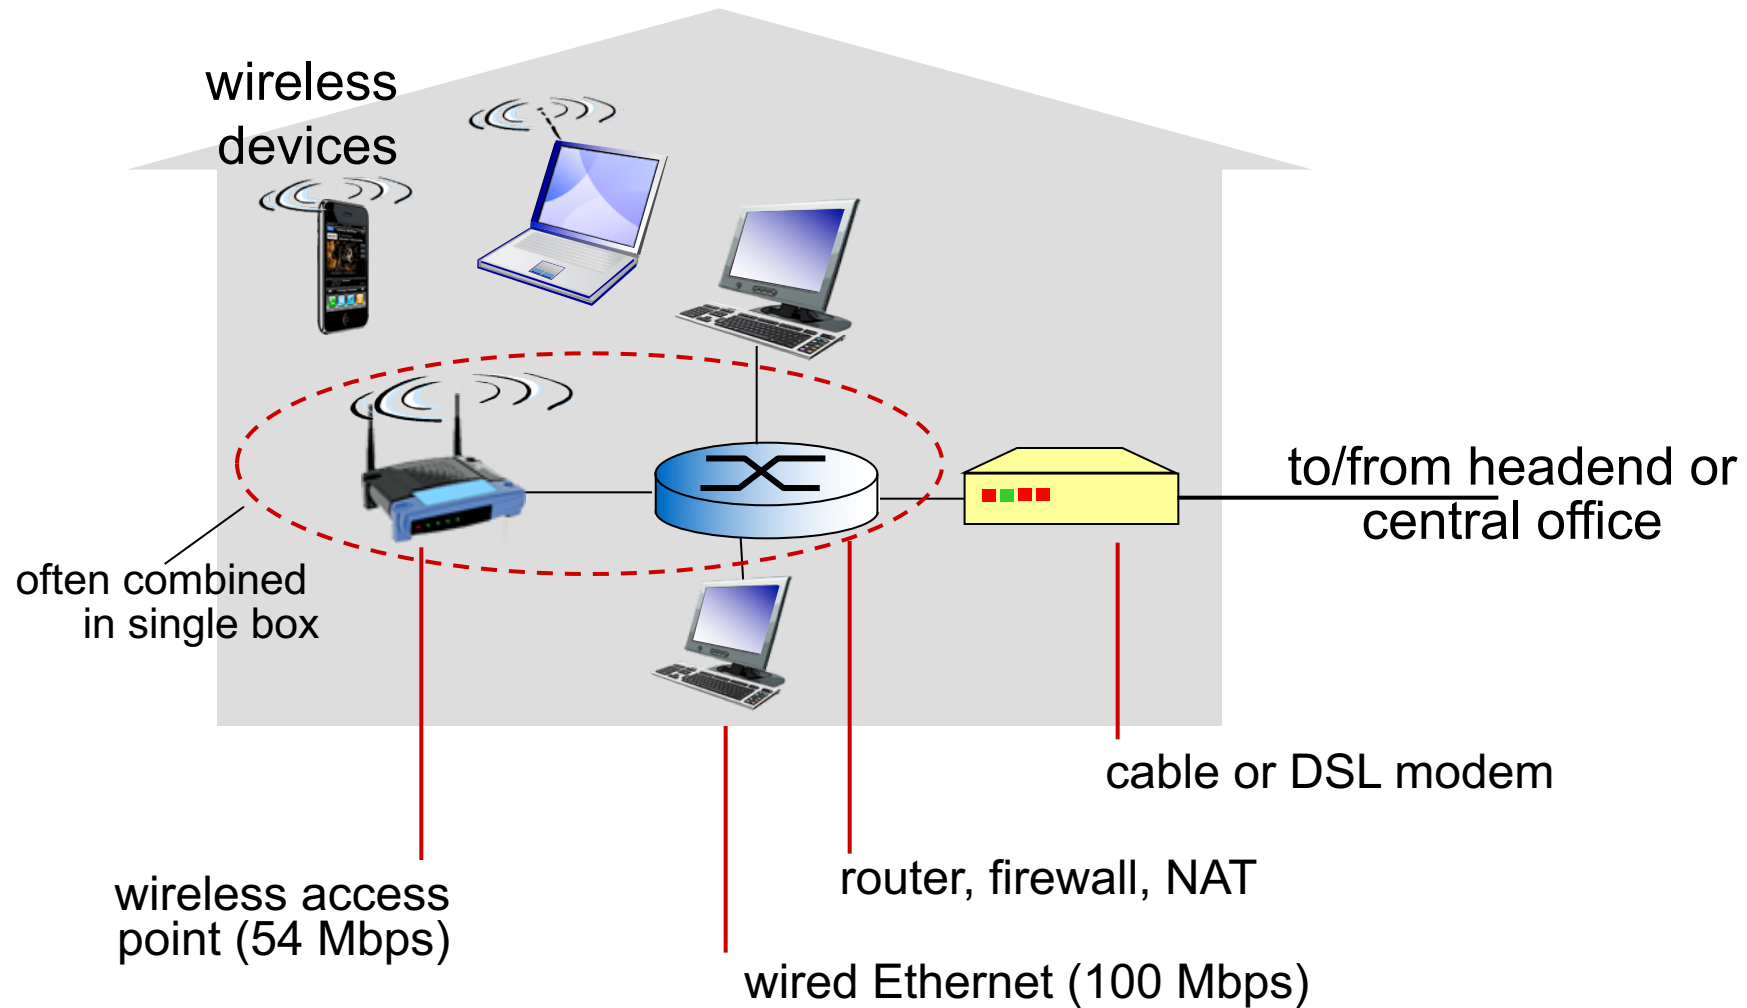 wireless
devices
to/from headend or
central office
often combined
in single box
cable or DSL modem
router, firewall, NAT
wireless access
point (54 Mbps)
wired Ethernet (100 Mbps)